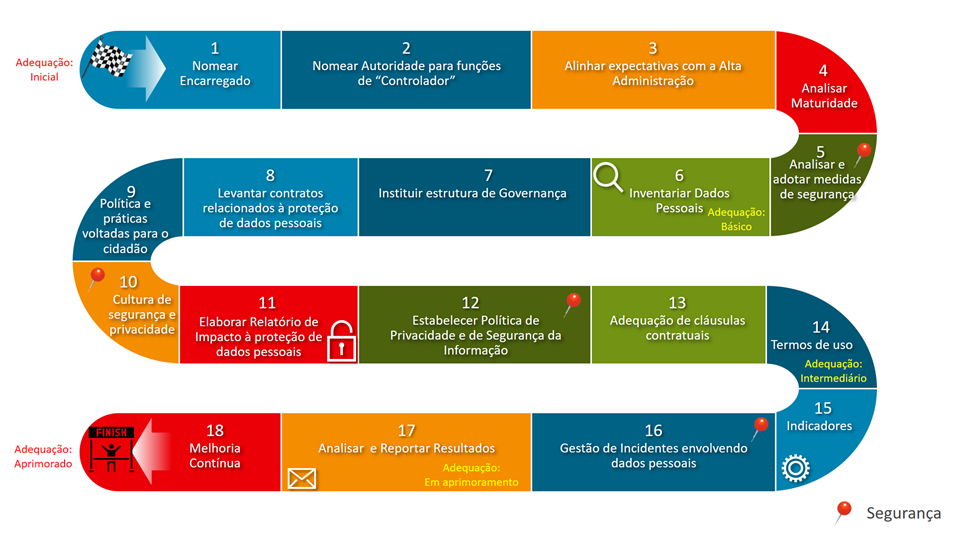 Adequação:
Inicial
1
Nomear
Encarregado
2
Nomear Autoridade para funções
de “Controlador”
3
Alinhar expectativas com a Alta
Administração
4
Analisar
Maturidade
5
Analisar e
adotar medidas
de segurança
6
Inventariar Dados
Pessoais
Adequação:
Básico
7
Instituir estrutura de Governança
8
Levantar contratos
relacionados à proteção
de dados pessoais
9
Política e
práticas
voltadas para o
cidadão
10
Cultura de
segurança e
privacidade
11
Elaborar Relatório de
Impacto à proteção de
dados pessoais
12
Estabelecer Política de
Privacidade e de Segurança da
Informação
13
Adequação de cláusulas
contratuais
14
Termos de uso
Adequação:
Intermediário
15
Indicadores
16
Gestão de Incidentes envolvendo
dados pessoais
17
Analisar e Reportar Resultados
Adequação:
Em aprimoramento
18
Melhoria
Contínua
FINISH
Adequação:
Aprimorado
Segurança